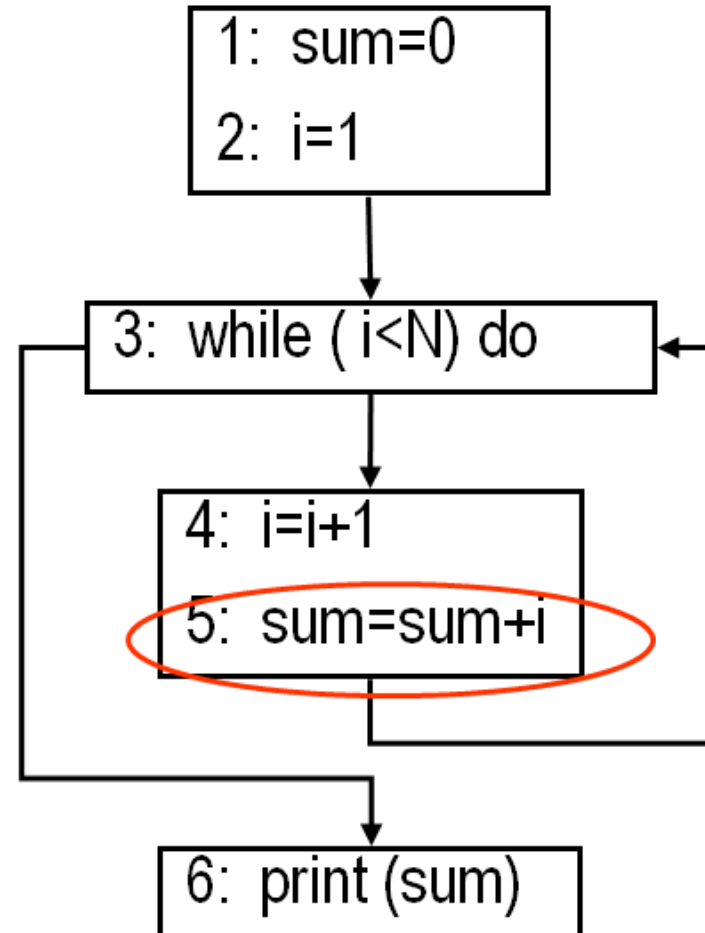 1: sum=0
2: i=1
3: while ( i<N) do
4: i=i+1
5: sum=sum+i
6: print (sum)